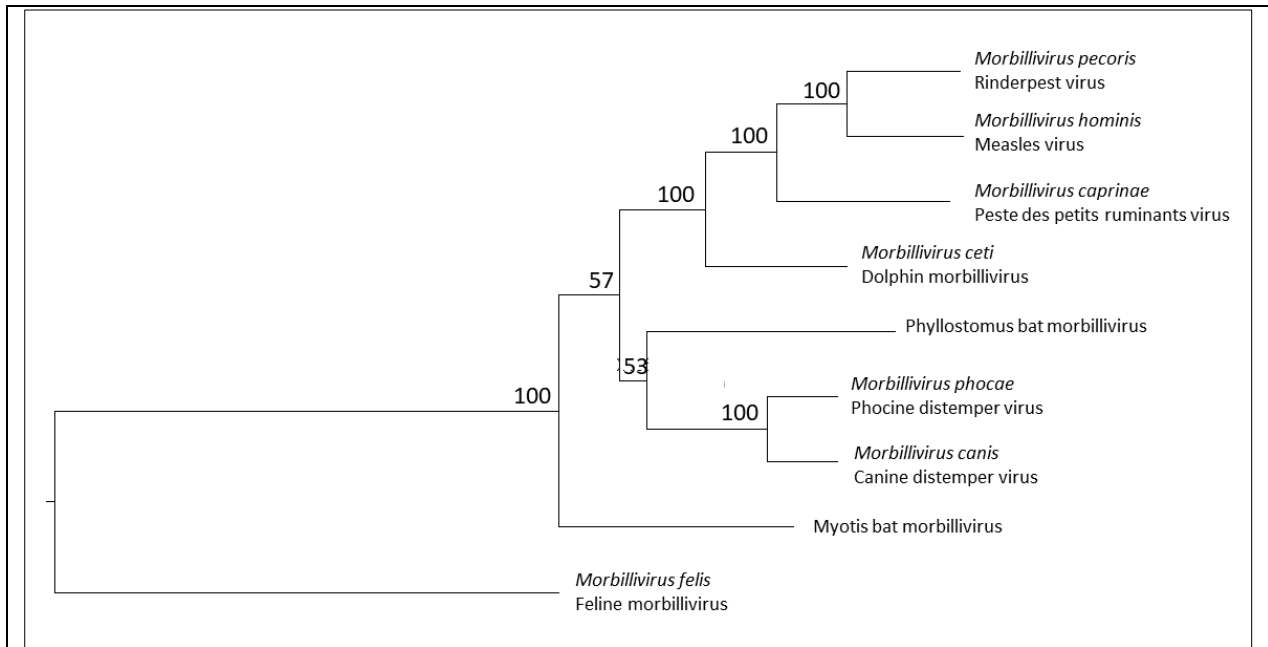 Morbillivirus pecoris
Rinderpest virus
100
Morbillivirus hominis
Measles virus
100
Morbillivirus caprinae
Peste des petits ruminants virus
100
Morbillivirus ceti
Dolphin morbillivirus
57
Phyllostomus bat morbillivirus
53
Morbillivirus phocae
Phocine distemper virus
100
100
Morbillivirus canis
Canine distemper virus
Myotis bat morbillivirus
Morbillivirus felis
Feline morbillivirus